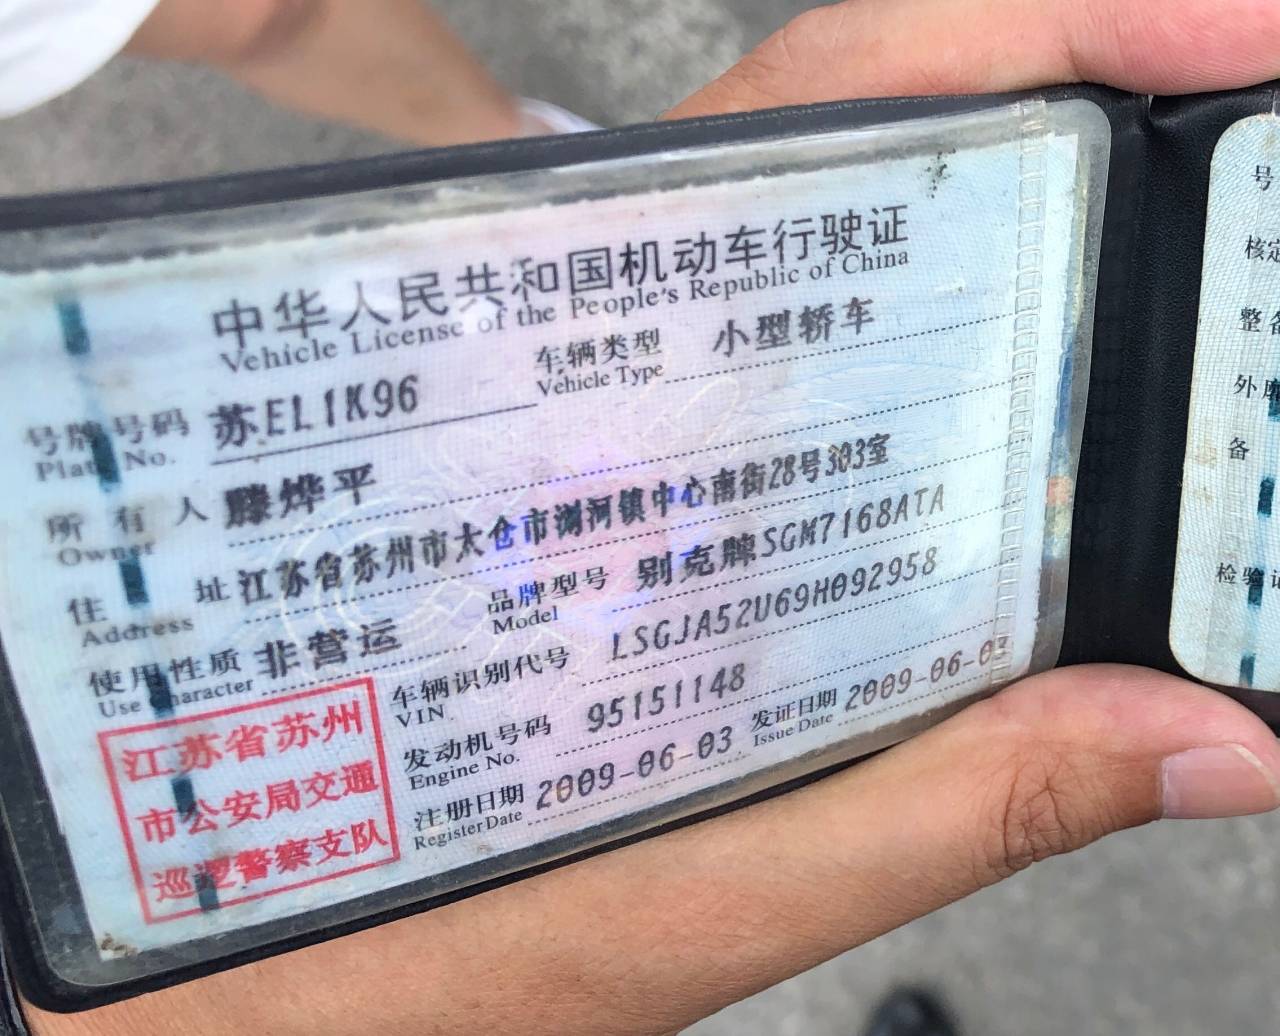 中华人民共和国机动车行驶证
Vehicle License of the People's Republic of China
号牌号码 苏EL1K96 车辆类型 小型轿车
Plate No. Vehicle Type
所有人 滕烨平
Owner
住址 江苏省苏州市太仓市浏河镇中心南街28号303室
Address
使用性质 非营运 品牌型号 别克牌SGM7168ATA
Use Character Model
车辆识别代号 LSGJA52U69H092958
VIN
发动机号码 95151148
Engine No.
注册日期 2009-06-03 发证日期 2009-06-03
Register Date Issue Date
江苏省苏州
市公安局交通
巡逻警察支队
号
核定
整备
外廓
备
检验记